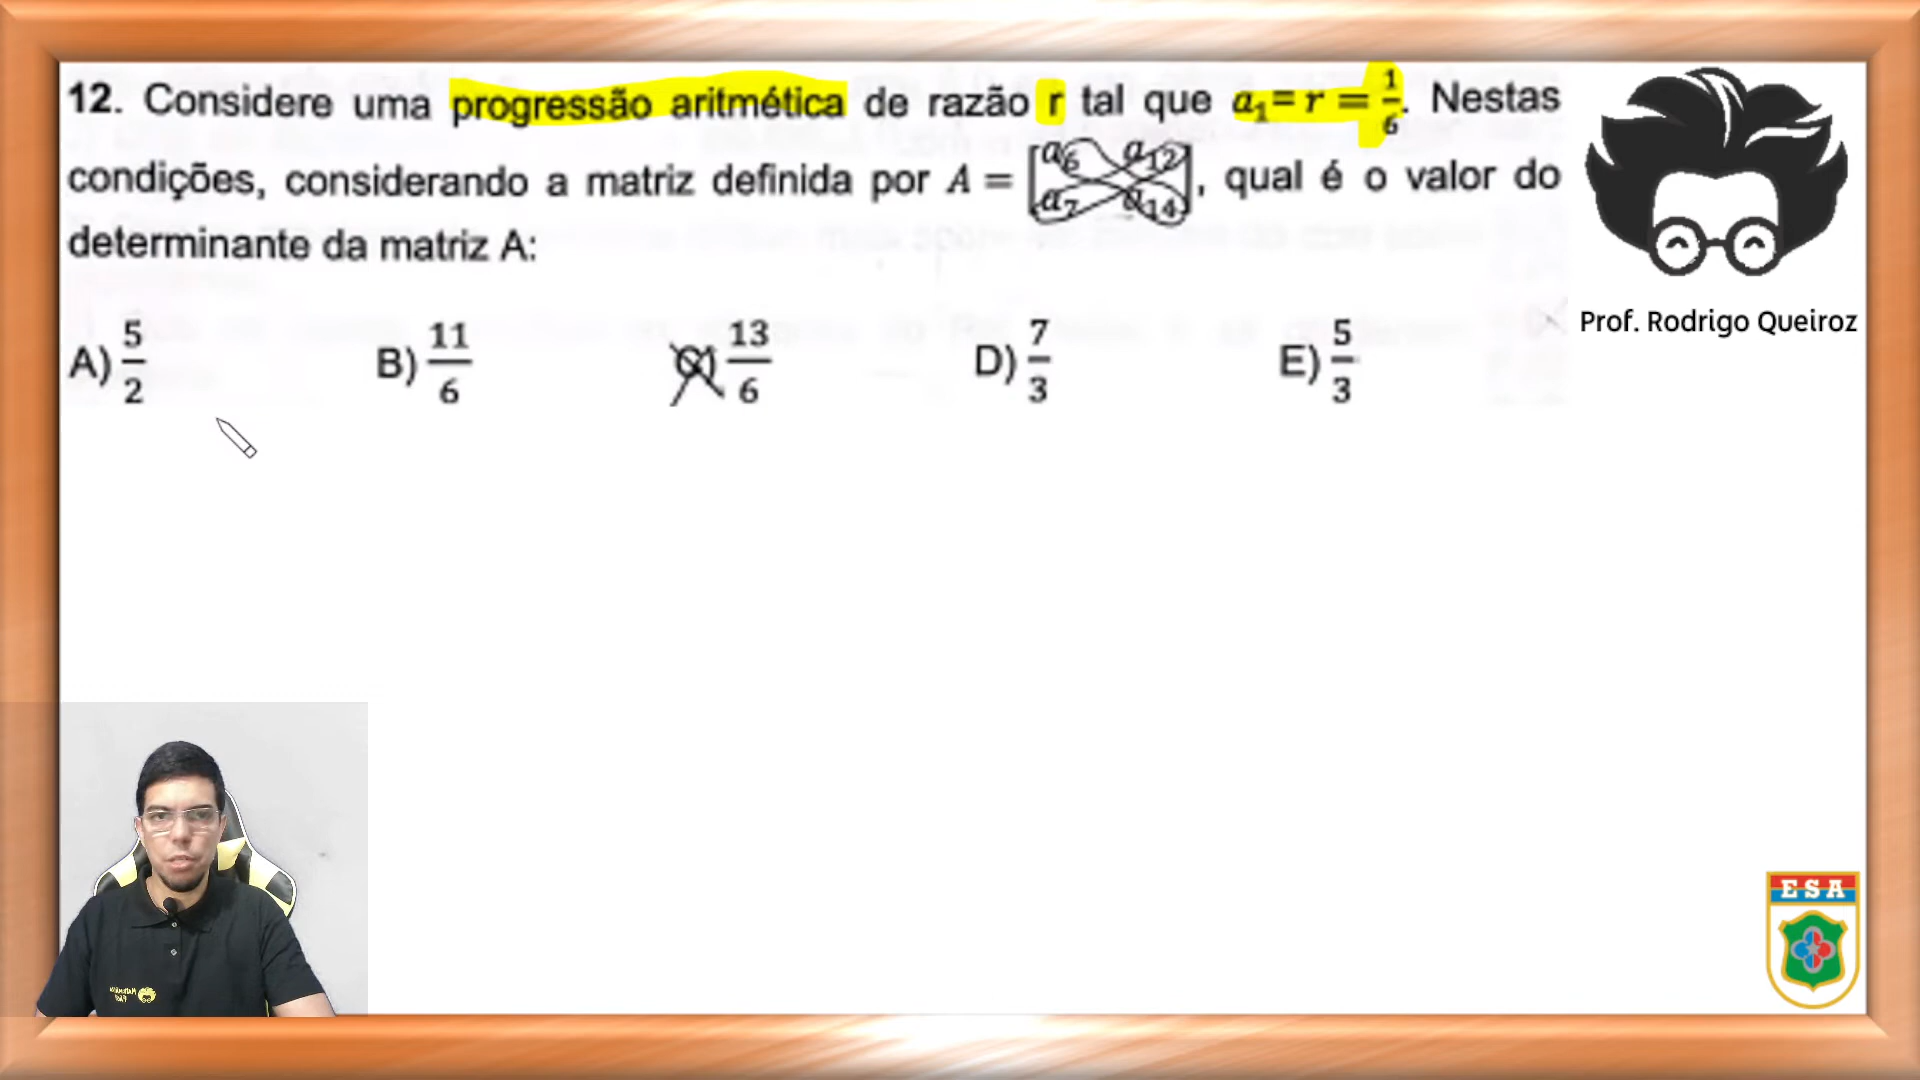 12. Considere uma progressão aritmética de razão r tal que a₁ = r = 1/6. Nestas
condições, considerando a matriz definida por A = [a₆ a₁₂; a₇ a₁₄], qual é o valor do
determinante da matriz A:
A) 5/2 B) 11/6 C) 13/6 D) 7/3 E) 5/3
Prof. Rodrigo Queiroz
ESA